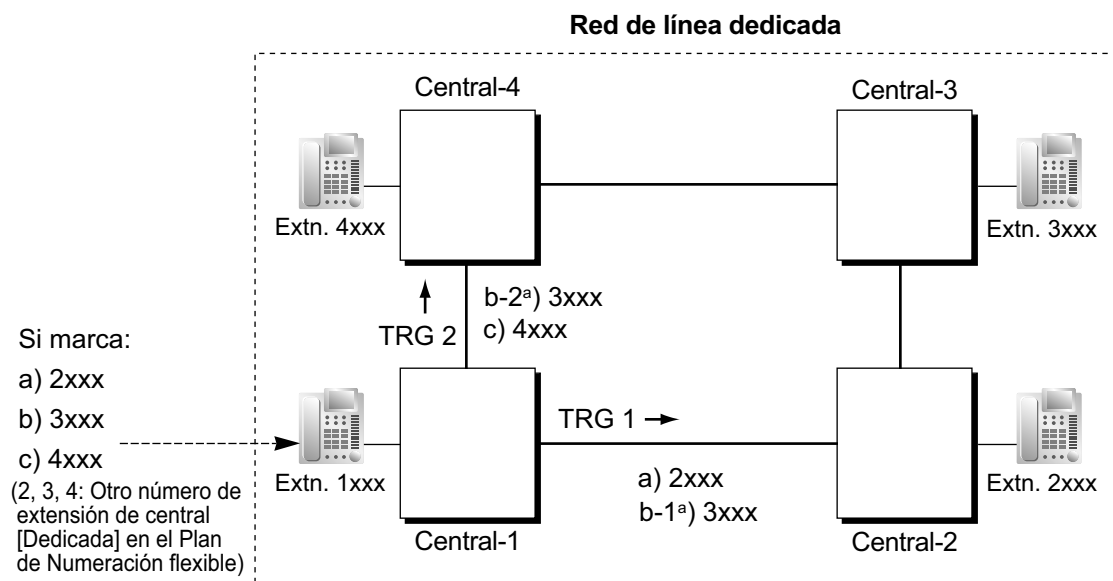 Red de línea dedicada
Central-4
Central-3
Extn. 4xxx
Extn. 3xxx
b-2ª) 3xxx
c) 4xxx
TRG 2
Si marca:
a) 2xxx
b) 3xxx
c) 4xxx
(2, 3, 4: Otro número de
extensión de central
[Dedicada] en el Plan
de Numeración flexible)
TRG 1
Extn. 1xxx
Extn. 2xxx
a) 2xxx
b-1ª) 3xxx
Central-1
Central-2